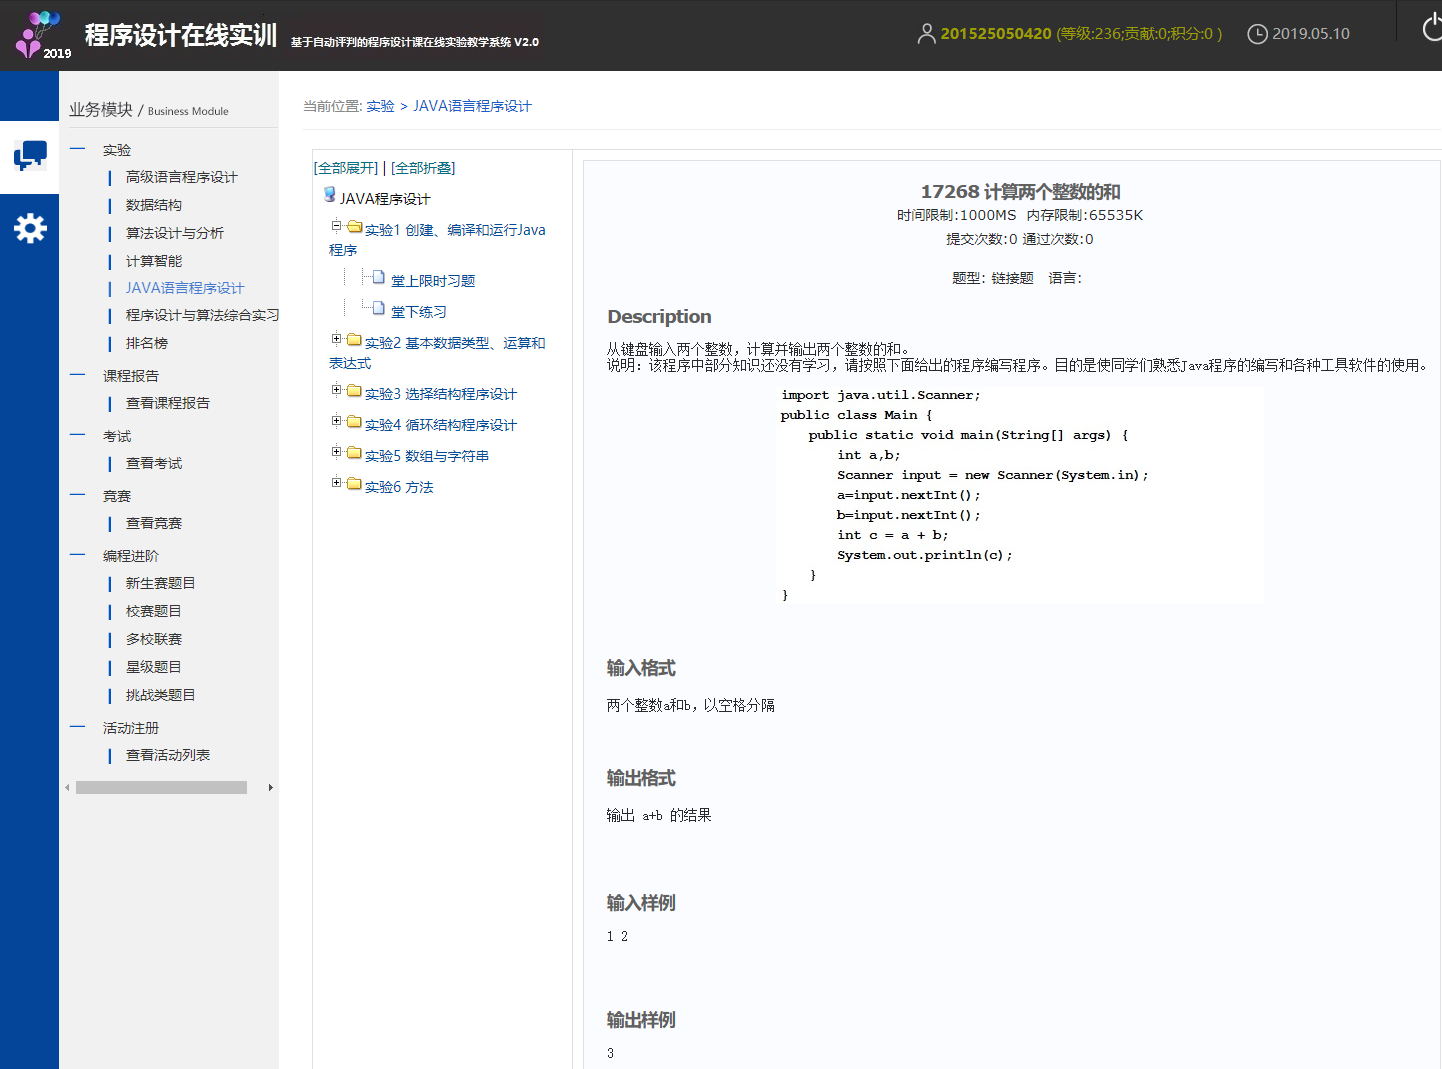 2019
程序设计在线实训 基于自动评判的程序设计课在线实验教学系统 V2.0
201525050420 (等级:236;贡献:0;积分:0 )
2019.05.10
业务模块 / Business Module
实验
高级语言程序设计
数据结构
算法设计与分析
计算智能
JAVA语言程序设计
程序设计与算法综合实习
排名榜
课程报告
查看课程报告
考试
查看考试
竞赛
查看竞赛
编程进阶
新生赛题目
校赛题目
多校联赛
星级题目
挑战类题目
活动注册
查看活动列表
当前位置: 实验 > JAVA语言程序设计
[全部展开] | [全部折叠]
JAVA程序设计
实验1 创建、编译和运行Java
程序
堂上限时习题
堂下练习
实验2 基本数据类型、运算和
表达式
实验3 选择结构程序设计
实验4 循环结构程序设计
实验5 数组与字符串
实验6 方法
17268 计算两个整数的和
时间限制:1000MS 内存限制:65535K
提交次数:0 通过次数:0
题型: 链接题 语言:
Description
从键盘输入两个整数，计算并输出两个整数的和。
说明：该程序中部分知识还没有学习，请按照下面给出的程序编写程序。目的是使同学们熟悉Java程序的编写和各种工具软件的使用。
import java.util.Scanner;
public class Main {
public static void main(String[] args) {
int a,b;
Scanner input = new Scanner(System.in);
a=input.nextInt();
b=input.nextInt();
int c = a + b;
System.out.println(c);
}
}
输入格式
两个整数a和b，以空格分隔
输出格式
输出 a+b 的结果
输入样例
1 2
输出样例
3